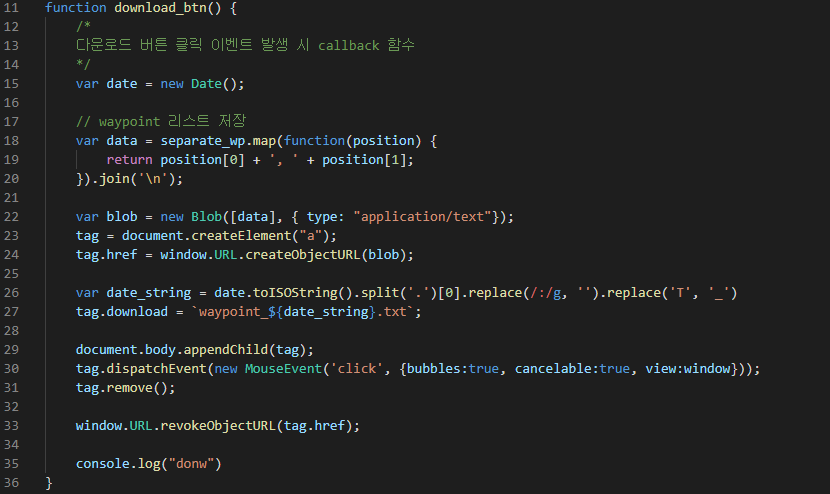 11 function download_btn() {
12 /*
13 다운로드 버튼 클릭 이벤트 발생 시 callback 함수
14 */
15 var date = new Date();
16
17 // waypoint 리스트 저장
18 var data = separate_wp.map(function(position) {
19 return position[0] + ', ' + position[1];
20 }).join('\n');
21
22 var blob = new Blob([data], { type: "application/text"});
23 tag = document.createElement("a");
24 tag.href = window.URL.createObjectURL(blob);
25
26 var date_string = date.toISOString().split('.')[0].replace(/:/g, '').replace('T', '_')
27 tag.download = `waypoint_${date_string}.txt`;
28
29 document.body.appendChild(tag);
30 tag.dispatchEvent(new MouseEvent('click', {bubbles:true, cancelable:true, view:window}));
31 tag.remove();
32
33 window.URL.revokeObjectURL(tag.href);
34
35 console.log("donw")
36 }